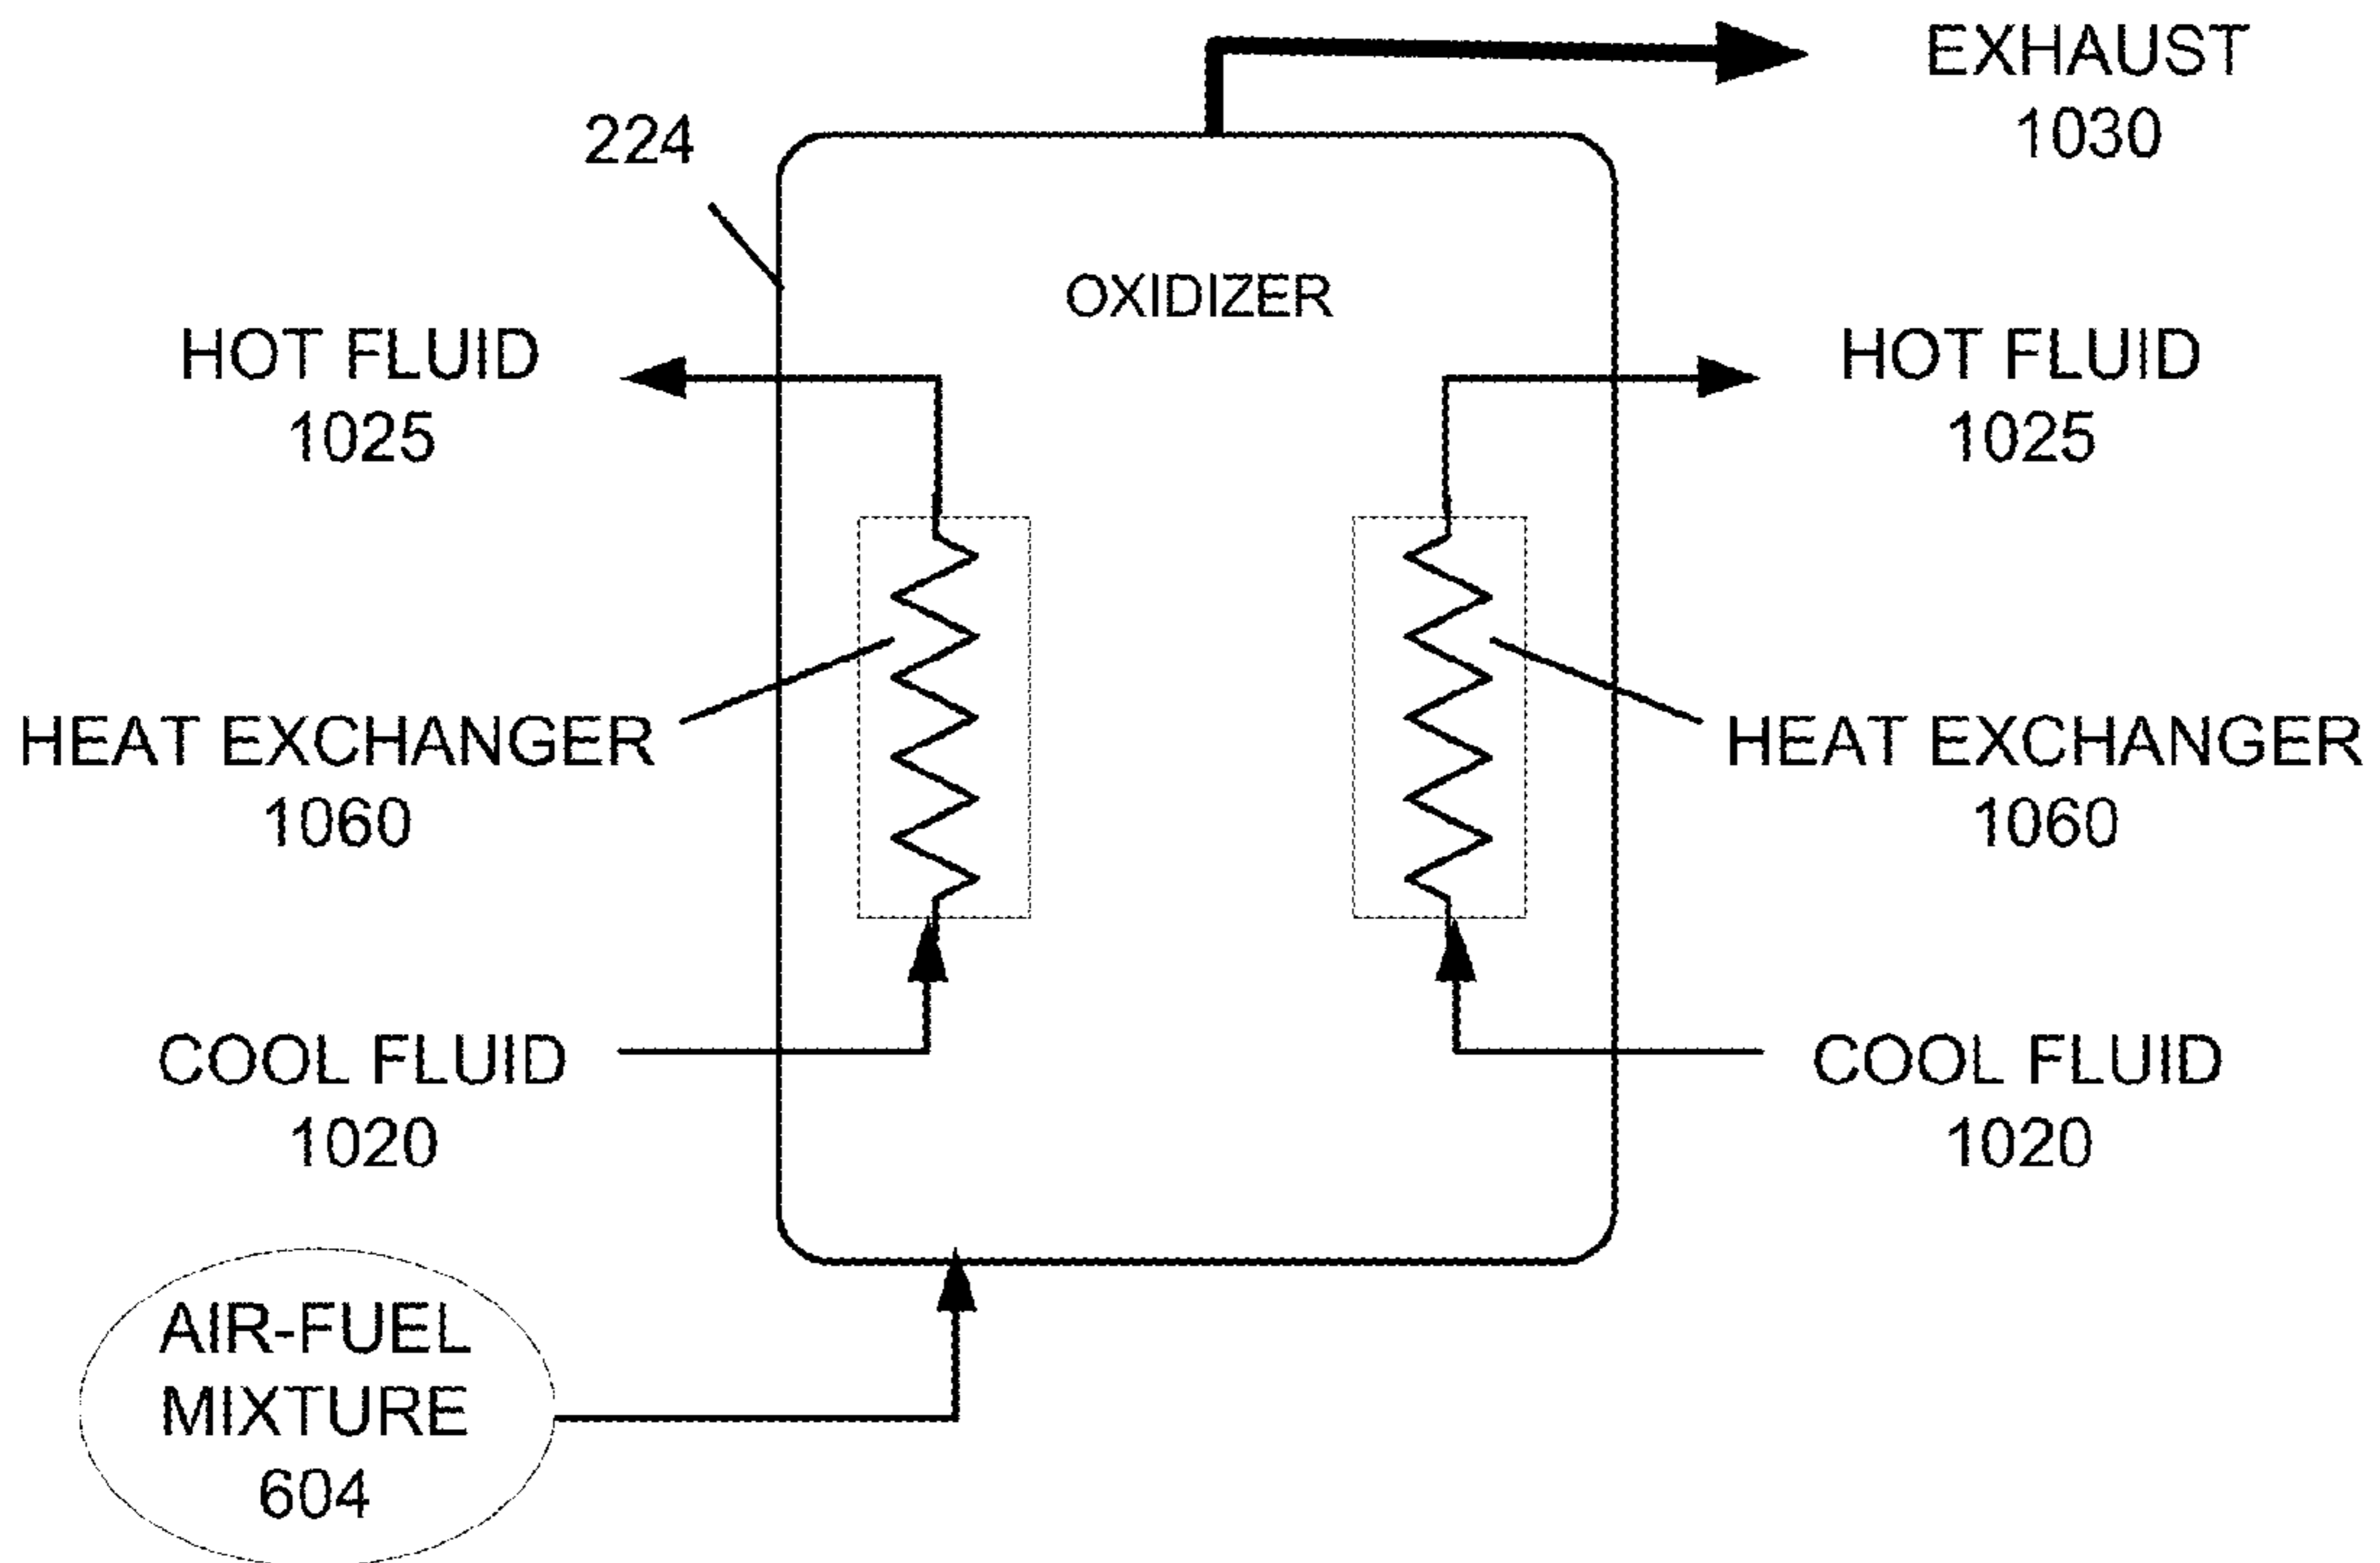 EXHAUST
1030
224
OXIDIZER
HOT FLUID
1025
HOT FLUID
1025
HEAT EXCHANGER
1060
HEAT EXCHANGER
1060
COOL FLUID
1020
COOL FLUID
1020
AIR-FUEL
MIXTURE
604